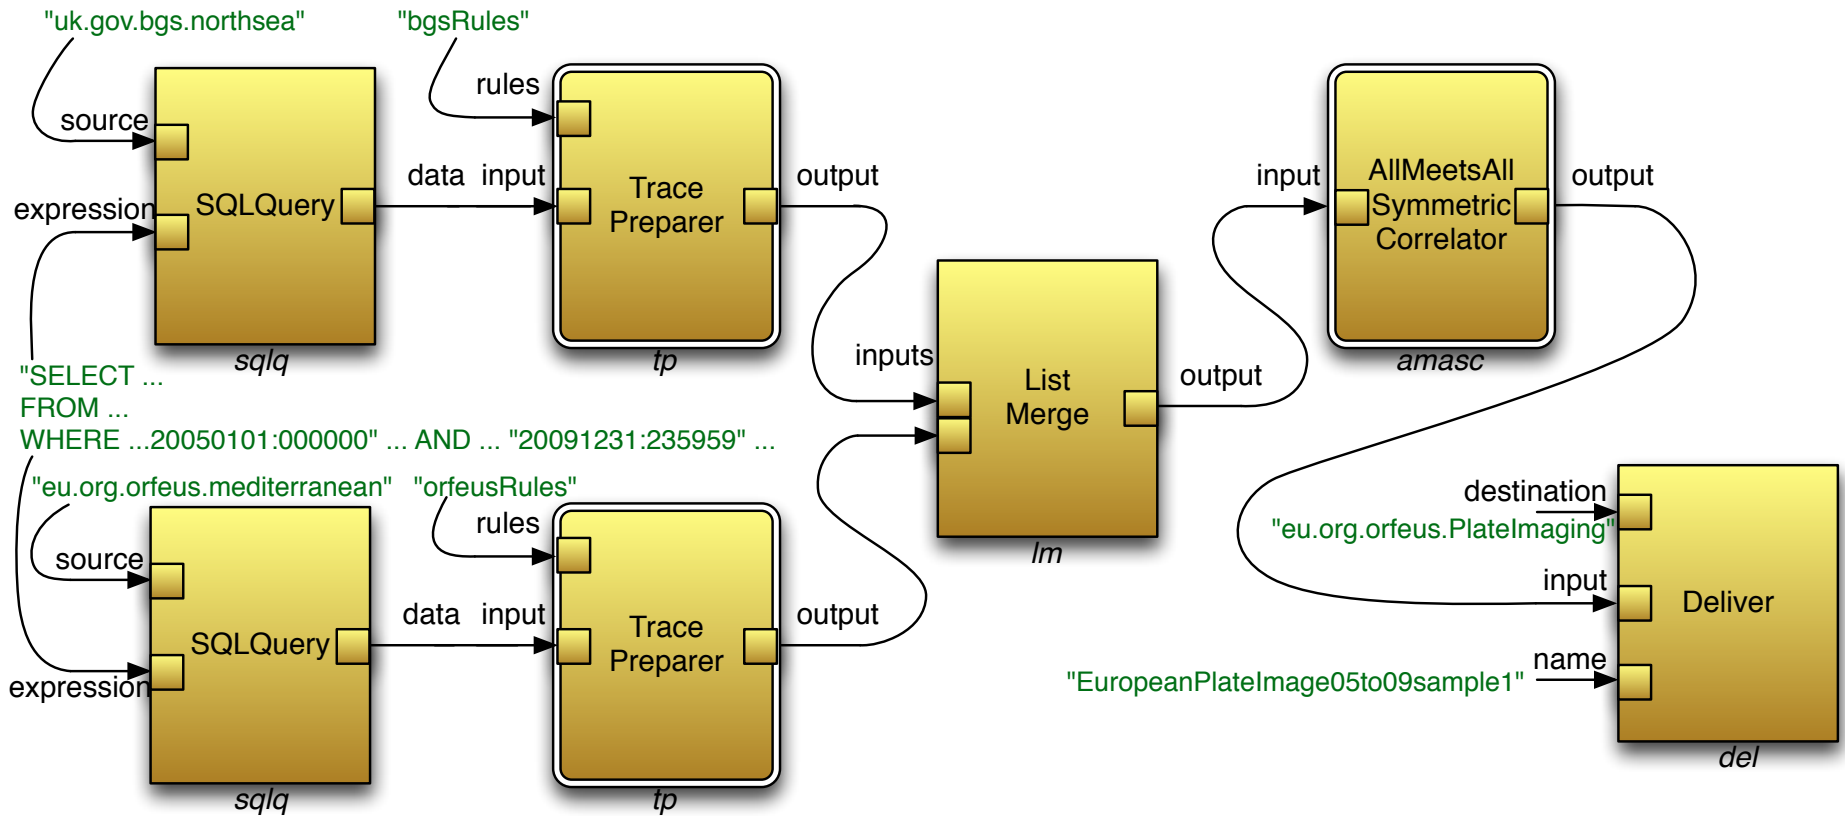 "uk.gov.bgs.northsea"
"bgsRules"
source
expression
SQLQuery
sqlq
data
rules
input
Trace
Preparer
tp
output
"SELECT ...
FROM ...
WHERE ...20050101:000000" ... AND ... "20091231:235959" ...
"eu.org.orfeus.mediterranean"
"orfeusRules"
source
expression
SQLQuery
sqlq
data
rules
input
Trace
Preparer
tp
output
inputs
List
Merge
lm
output
input
AllMeetsAll
Symmetric
Correlator
amasc
output
destination
"eu.org.orfeus.PlateImaging"
input
Deliver
name
"EuropeanPlateImage05to09sample1"
del